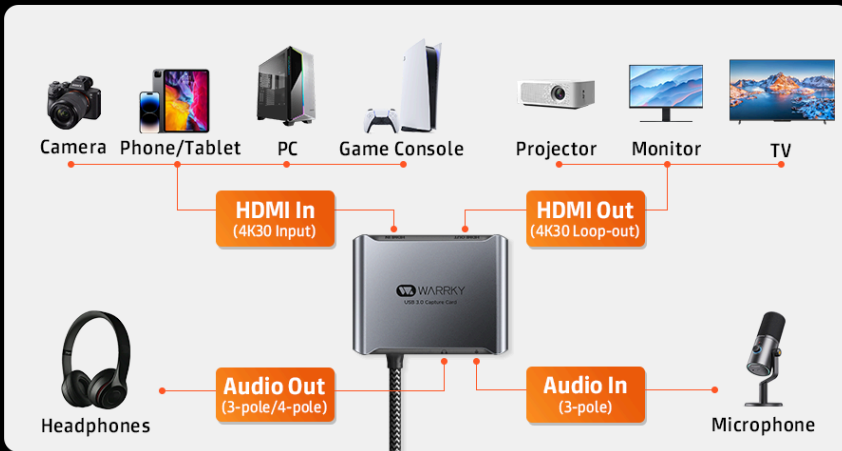 Camera
Phone/Tablet
PC
Game Console
Projector
Monitor
TV
HDMI In
(4K30 Input)
HDMI Out
(4K30 Loop-out)
WARRKY
USB 3.0 Capture Card
Audio Out
(3-pole/4-pole)
Audio In
(3-pole)
Headphones
Microphone